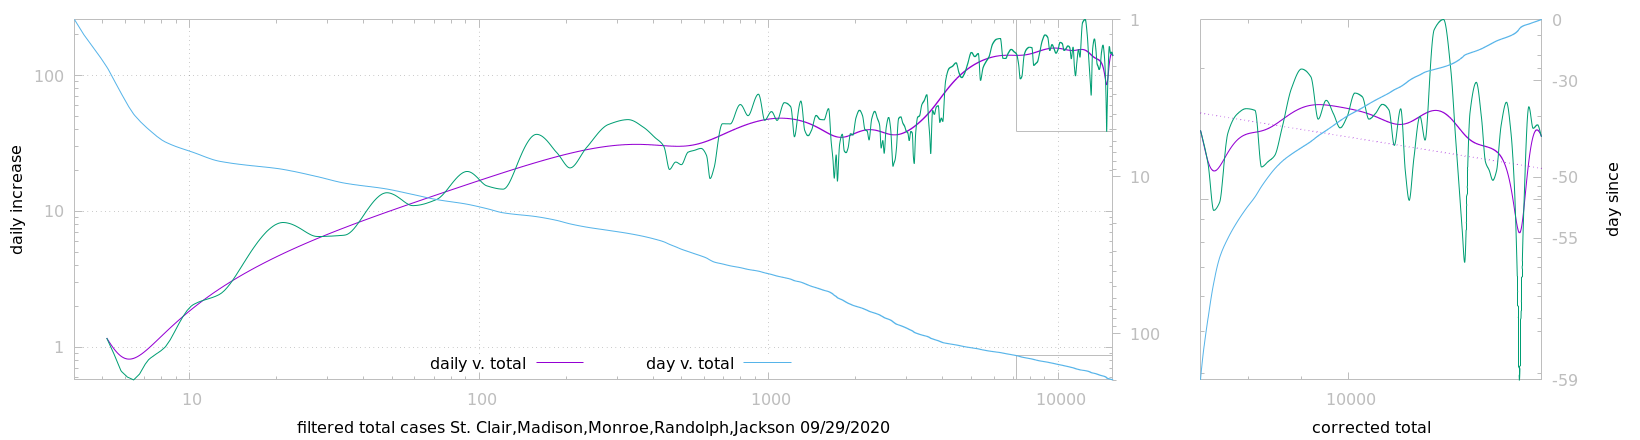 daily increase
100
10
1
10
100
1000
10000
1
10
100
daily v. total
day v. total
filtered total cases St. Clair,Madison,Monroe,Randolph,Jackson 09/29/2020
0
-30
-50
-55
-59
day since
10000
corrected total